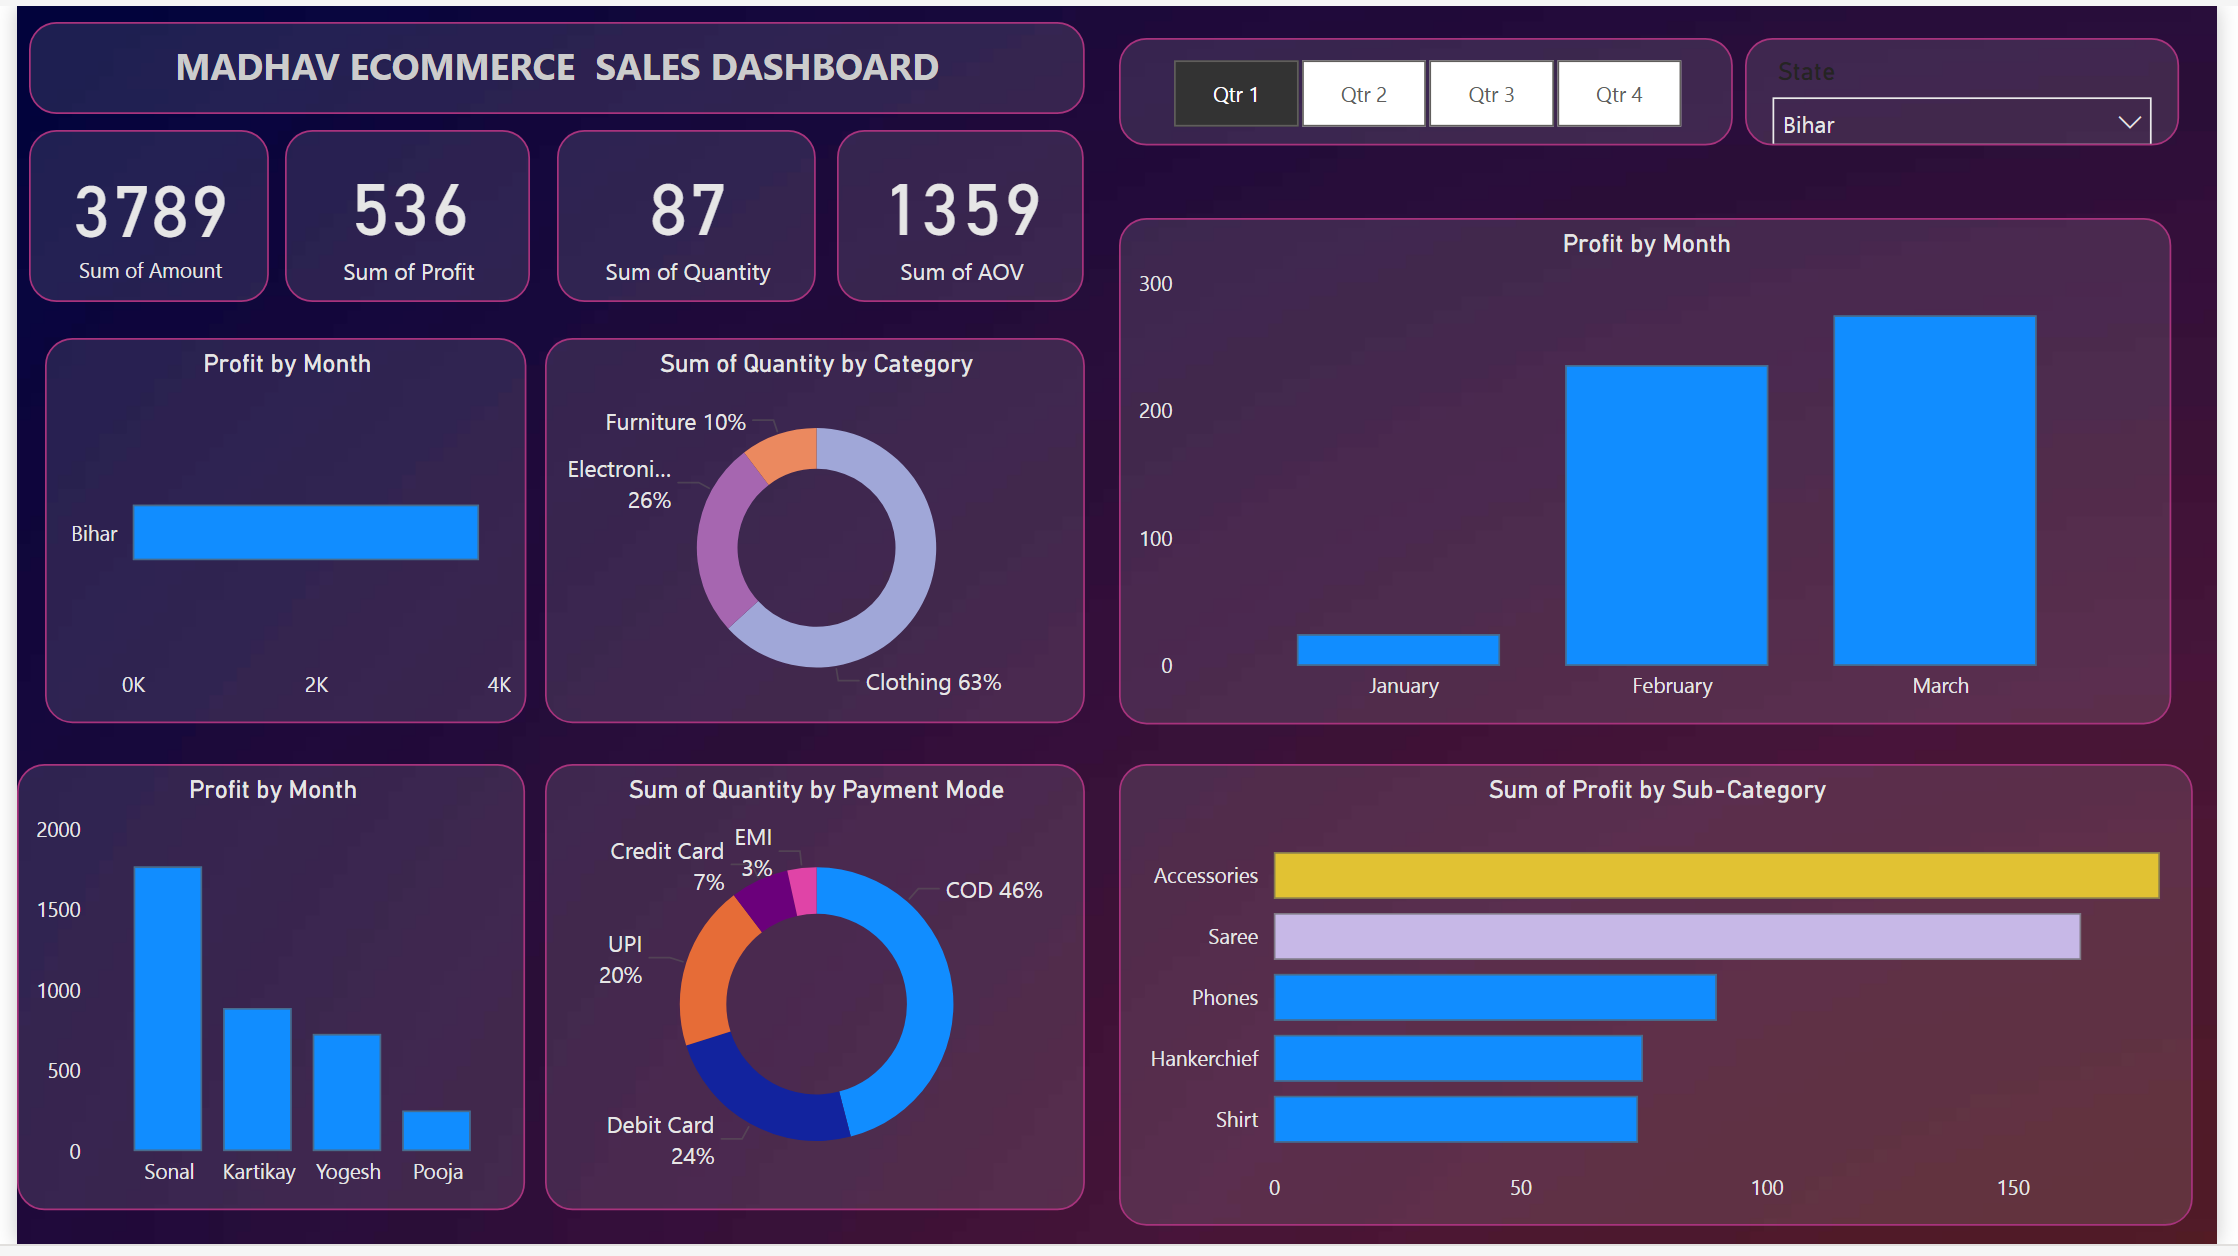 MADHAV ECOMMERCE  SALES DASHBOARD
Qtr 1
Qtr 2
Qtr 3
Qtr 4
State
Bihar
3789
Sum of Amount
536
Sum of Profit
87
Sum of Quantity
1359
Sum of AOV
Profit by Month
Bihar
0K
2K
4K
Sum of Quantity by Category
Furniture 10%
Electroni...
26%
Clothing 63%
Profit by Month
300
200
100
0
January
February
March
Profit by Month
2000
1500
1000
500
0
Sonal
Kartikay
Yogesh
Pooja
Sum of Quantity by Payment Mode
EMI
3%
Credit Card
7%
COD 46%
UPI
20%
Debit Card
24%
Sum of Profit by Sub-Category
Accessories
Saree
Phones
Hankerchief
Shirt
0
50
100
150